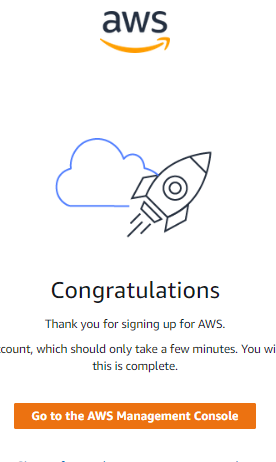 aws
Congratulations
Thank you for signing up for AWS.
count, which should only take a few minutes. You wi
this is complete.
Go to the AWS Management Console